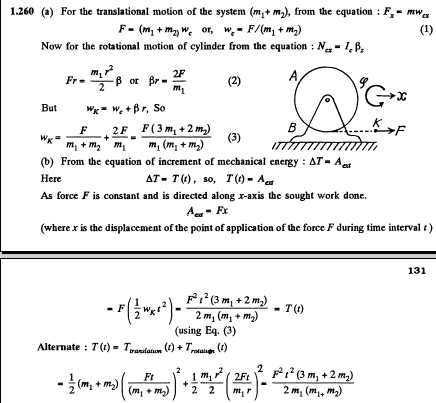 1.260 (a) For the translational motion of the system (m₁+ m₂), from the equation : Fₓ = mw_cx
F = (m₁ + m₂) w_c or, w_c = F/(m₁ + m₂) (1)
Now for the rotational motion of cylinder from the equation : N_cx = I_c β_z
Fr = m₁r²/2 β or βr = 2F/m₁ (2)
But w_K = w_c + β r, So
w_K = F/(m₁ + m₂) + 2F/m₁ = F(3m₁ + 2m₂)/(m₁(m₁ + m₂)) (3)
A
φ
C
x
B
K
F
(b) From the equation of increment of mechanical energy : ΔT = A_ext
Here ΔT = T(t), so, T(t) = A_ext
As force F is constant and is directed along x-axis the sought work done.
A_ext = Fx
(where x is the displacement of the point of application of the force F during time interval t)
131
= F(1/2 w_K t²) = F² t² (3m₁ + 2m₂)/(2m₁(m₁ + m₂)) = T(t)
(using Eq. (3)
Alternate : T(t) = T_translation (t) + T_rotation (t)
= 1/2 (m₁ + m₂) (Ft/(m₁ + m₂))² + 1/2 m₁r²/2 (2Ft/m₁r)² = F² t² (3m₁ + 2m₂)/(2m₁(m₁, m₂)